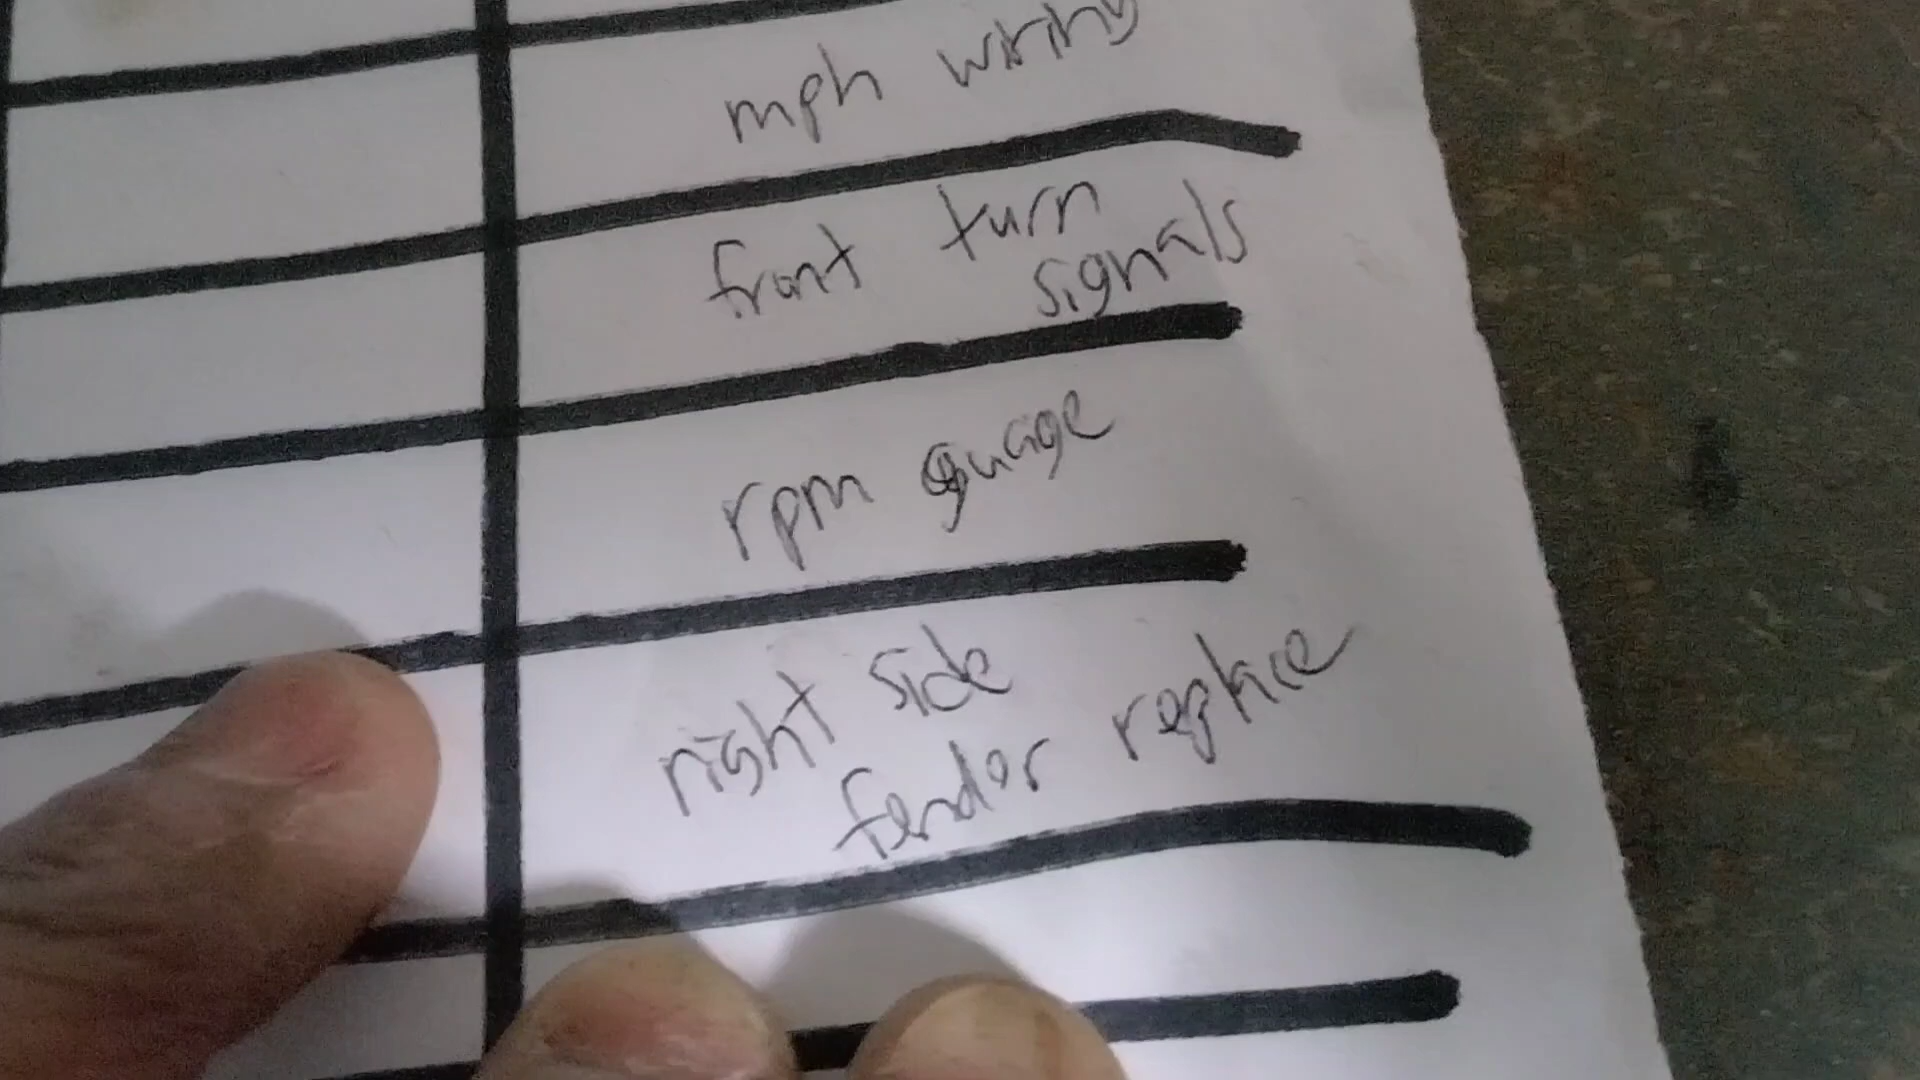 mph wiring
front turn
signals
rpm guage
right side
fender replace